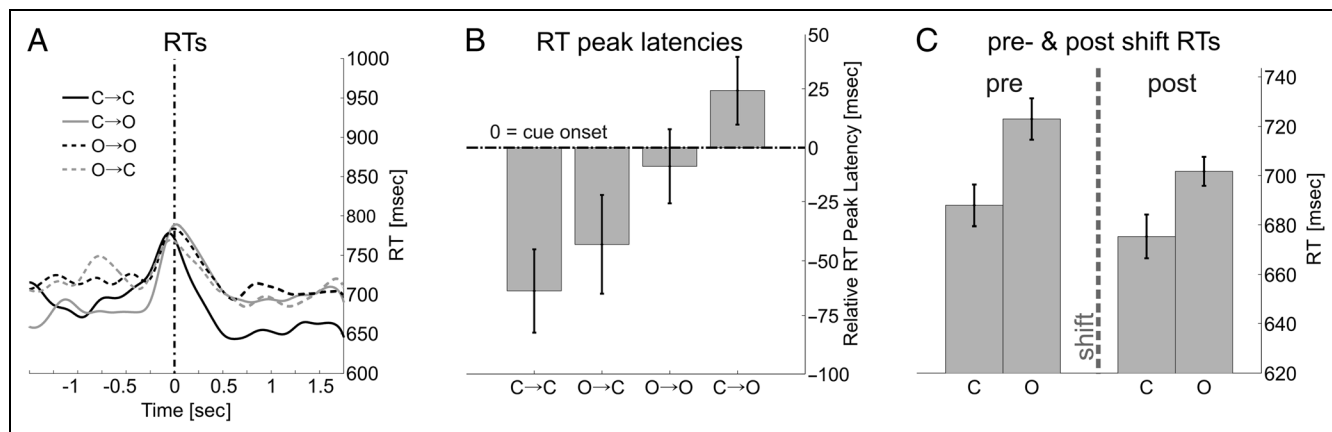 A
RTs
C→C
C→O
O→O
O→C
1000
950
900
850
800
750
700
650
600
RT [msec]
-1
-0.5
0
0.5
1
1.5
Time [sec]
B
RT peak latencies
0 = cue onset
50
25
0
−25
−50
−75
−100
Relative RT Peak Latency [msec]
C→C
O→C
O→O
C→O
C
pre- & post shift RTs
pre
post
shift
740
720
700
680
660
640
620
RT [msec]
C
O
C
O